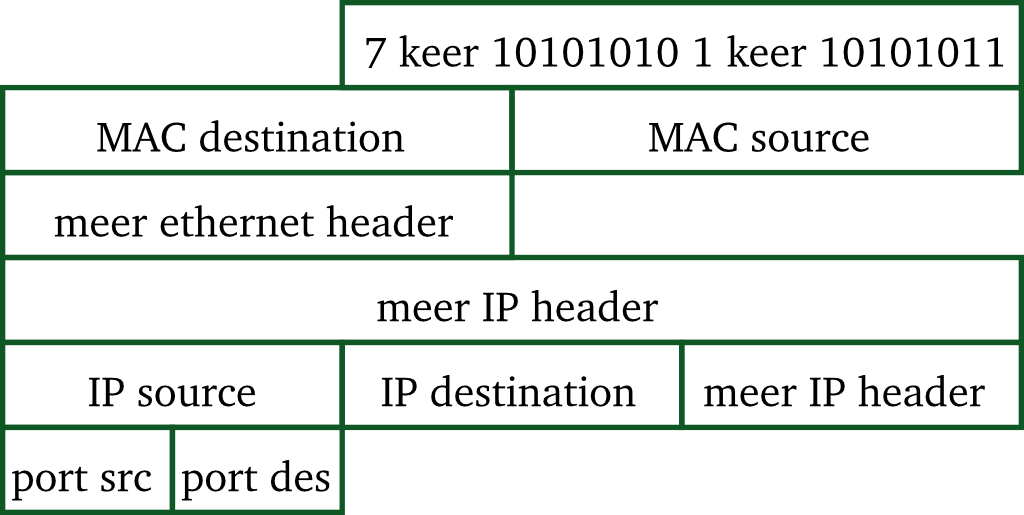 7 keer 10101010 1 keer 10101011
MAC destination MAC source
meer ethernet header
meer IP header
IP source IP destination meer IP header
port src port des